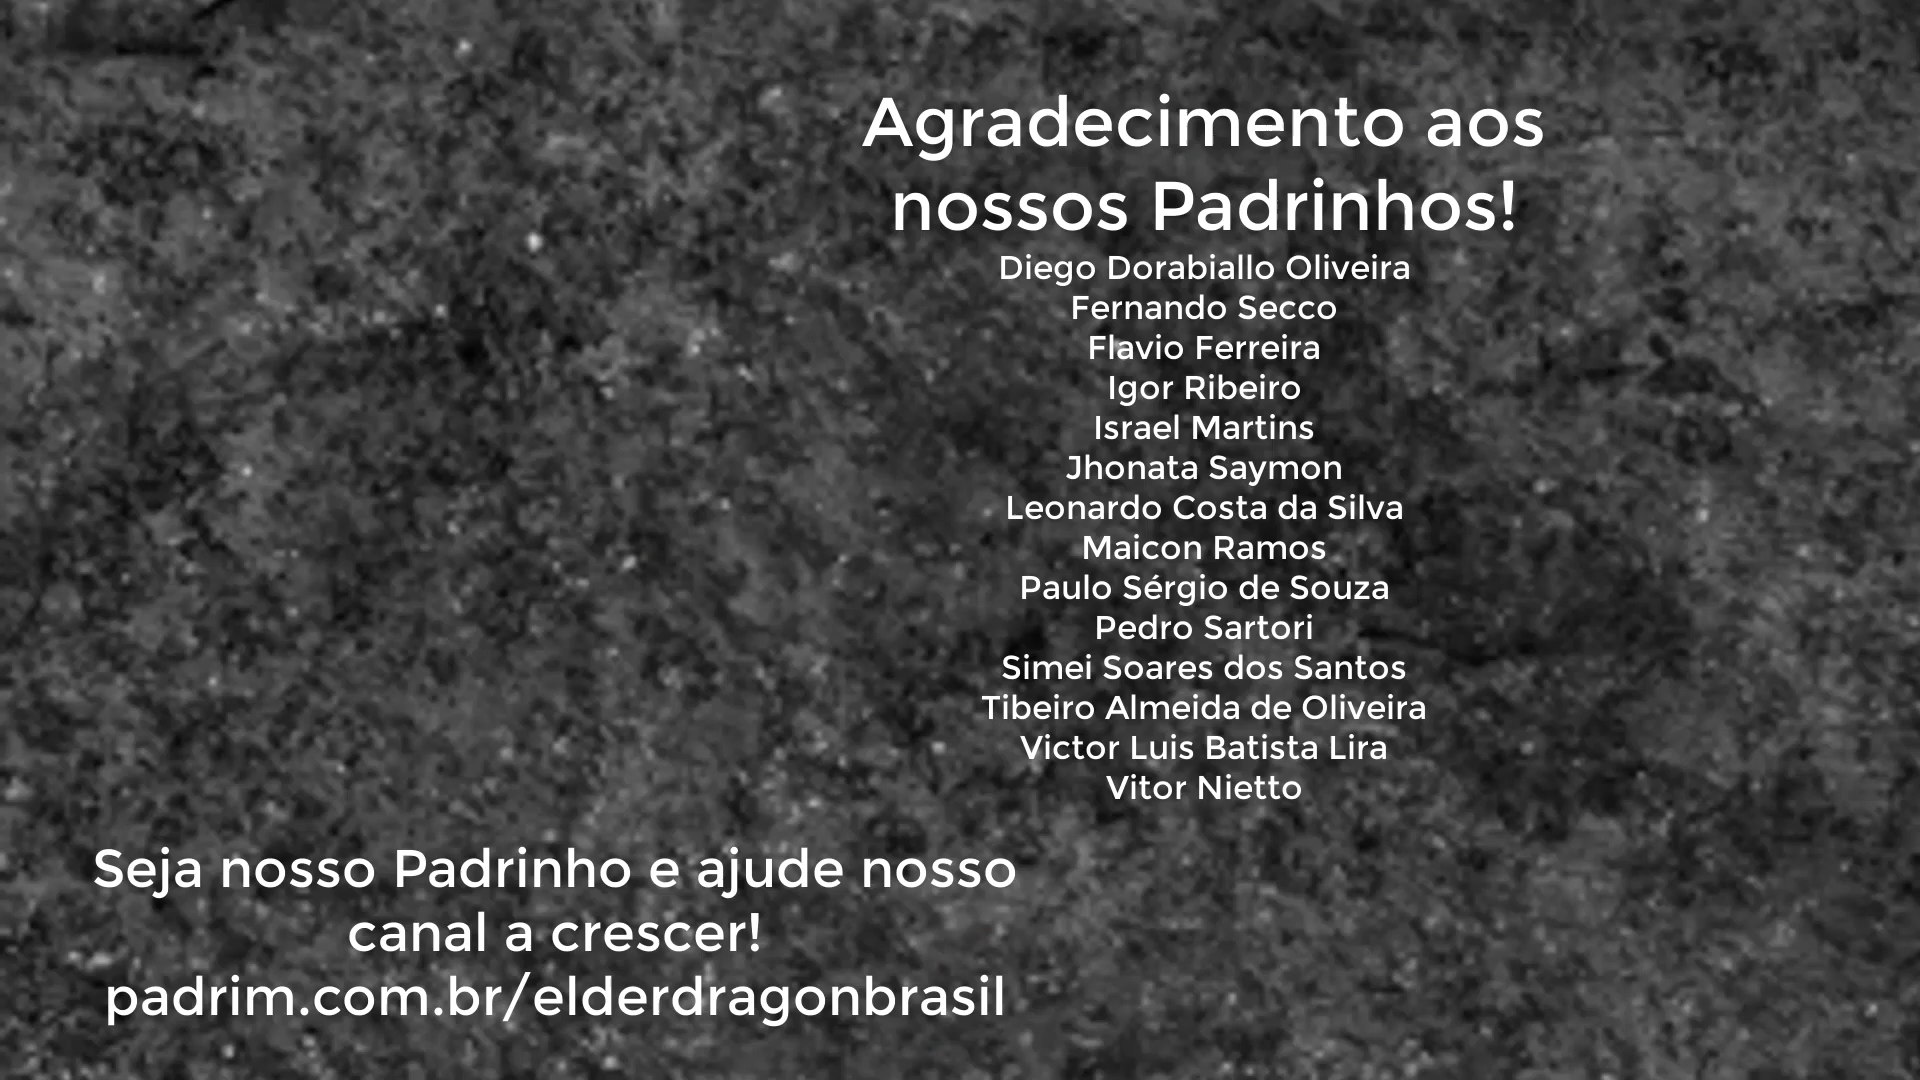 Agradecimento aos
nossos Padrinhos!
Diego Dorabiallo Oliveira
Fernando Secco
Flavio Ferreira
Igor Ribeiro
Israel Martins
Jhonata Saymon
Leonardo Costa da Silva
Maicon Ramos
Paulo Sérgio de Souza
Pedro Sartori
Simei Soares dos Santos
Tibeiro Almeida de Oliveira
Victor Luis Batista Lira
Vitor Nietto
Seja nosso Padrinho e ajude nosso
canal a crescer!
padrim.com.br/elderdragonbrasil